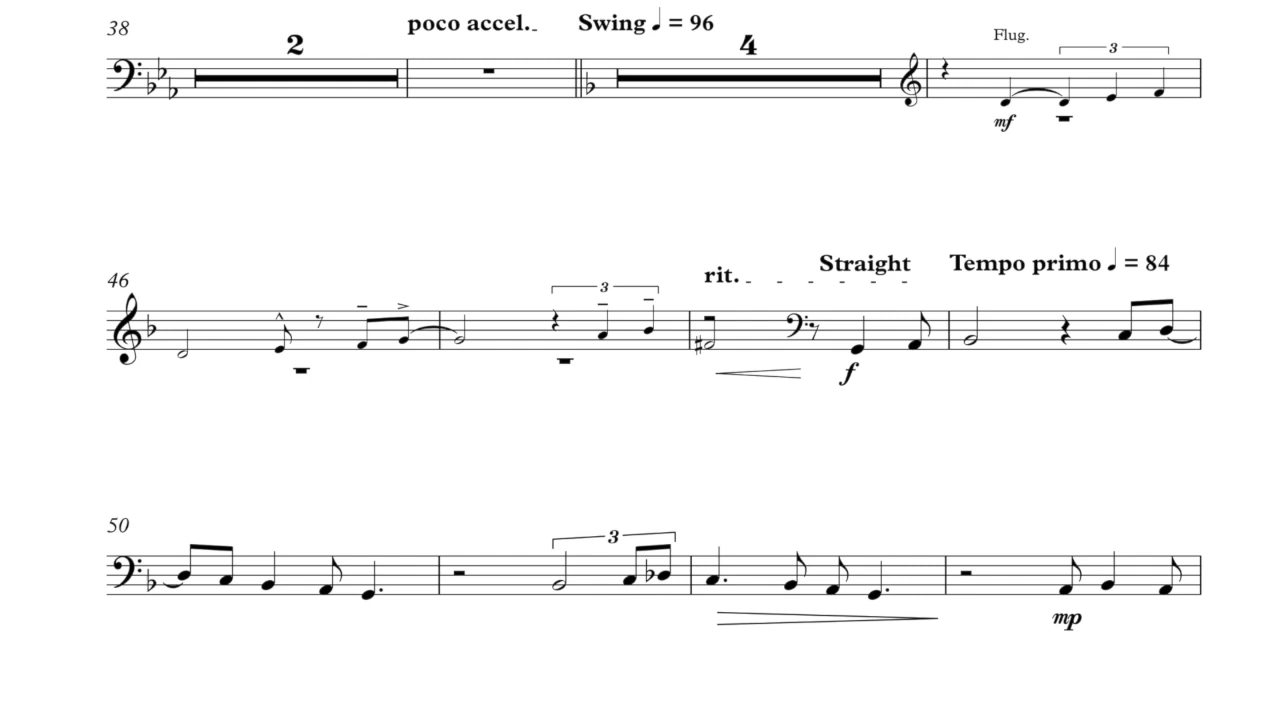 38 poco accel. Swing ♩ = 96
2 4 Flug. 3
mf
46 3 rit. Straight Tempo primo ♩ = 84
f
50 3
mp